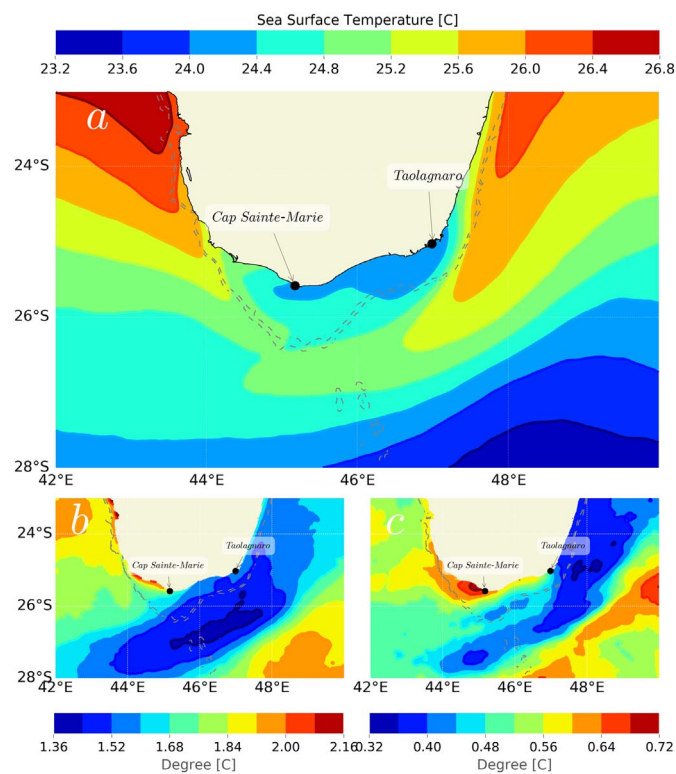 Sea Surface Temperature [C]
23.2 23.6 24.0 24.4 24.8 25.2 25.6 26.0 26.4 26.8
a
24°S
Taolagnaro
Cap Sainte-Marie
26°S
28°S
42°E 44°E 46°E 48°E
b c
24°S
Taolagnaro Taolagnaro
Cap Sainte-Marie Cap Sainte-Marie
26°S
28°S
42°E 44°E 46°E 48°E 42°E 44°E 46°E 48°E
1.36 1.52 1.68 1.84 2.00 2.16 0.32 0.40 0.48 0.56 0.64 0.72
Degree [C] Degree [C]